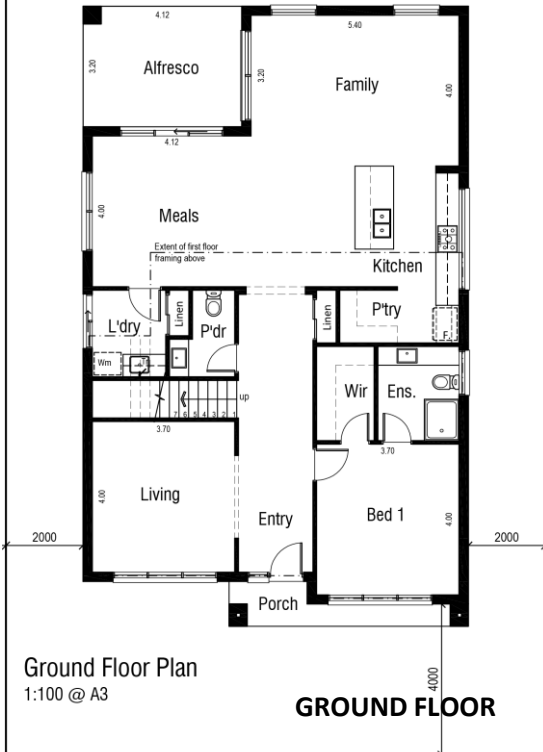 4.12
5.40
3.20
Alfresco
3.20
Family
4.00
4.12
4.00
Meals
Extent of first floor
framing above
Kitchen
L'dry
Linen
P'dr
Linen
P'try
F.
Wm
Wir
Ens.
7 6 5 4 3 2 1
up
3.70
3.70
4.00
Living
Entry
Bed 1
4.00
2000
2000
Porch
Ground Floor Plan
1:100 @ A3
4000
GROUND FLOOR